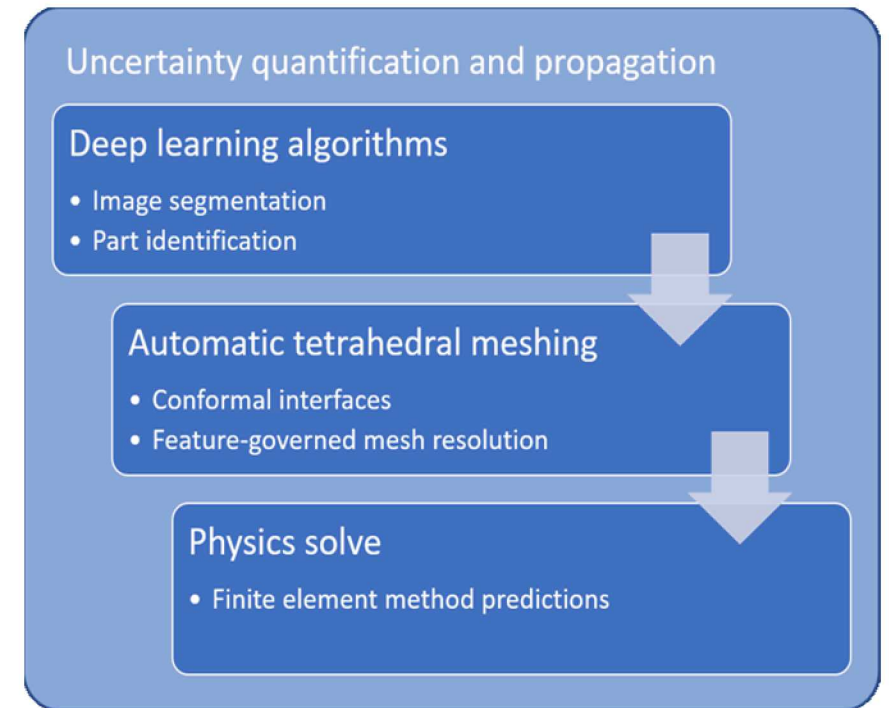 Uncertainty quantification and propagation
Deep learning algorithms
• Image segmentation
• Part identification
Automatic tetrahedral meshing
• Conformal interfaces
• Feature-governed mesh resolution
Physics solve
• Finite element method predictions